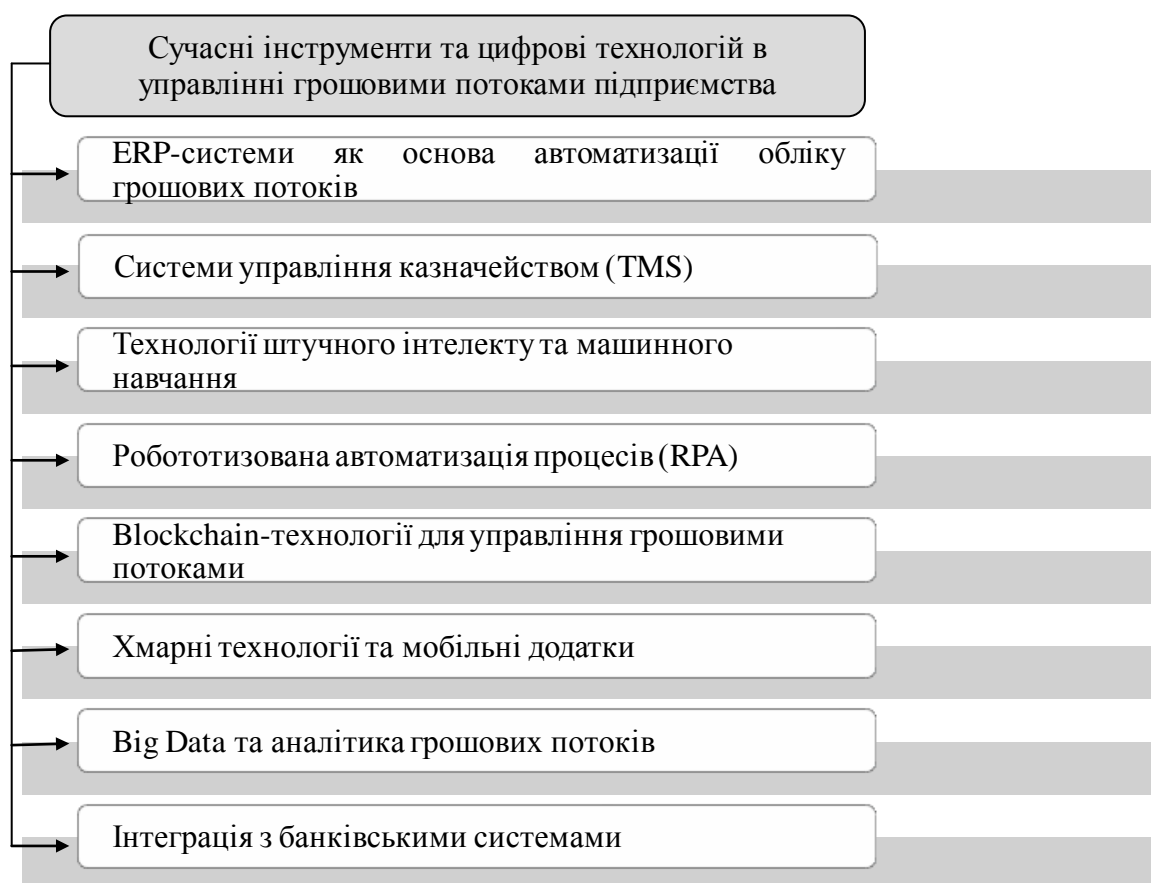 Сучасні інструменти та цифрові технологій в
управлінні грошовими потоками підприємства
ERP-системи як основа автоматизації обліку
грошових потоків
Системи управління казначейством (TMS)
Технології штучного інтелекту та машинного
навчання
Робототизована автоматизація процесів (RPA)
Blockchain-технології для управління грошовими
потоками
Хмарні технології та мобільні додатки
Big Data та аналітика грошових потоків
Інтеграція з банківськими системами